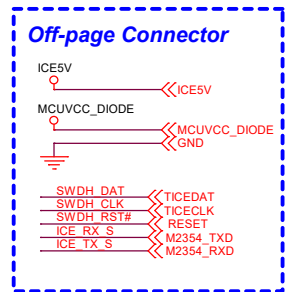 Off-page Connector
ICE5V
ICE5V
MCUVCC_DIODE
MCUVCC_DIODE
GND
SWDH_DAT TICEDAT
SWDH_CLK TICECLK
SWDH_RST# RESET
ICE_RX_S M2354_TXD
ICE_TX_S M2354_RXD